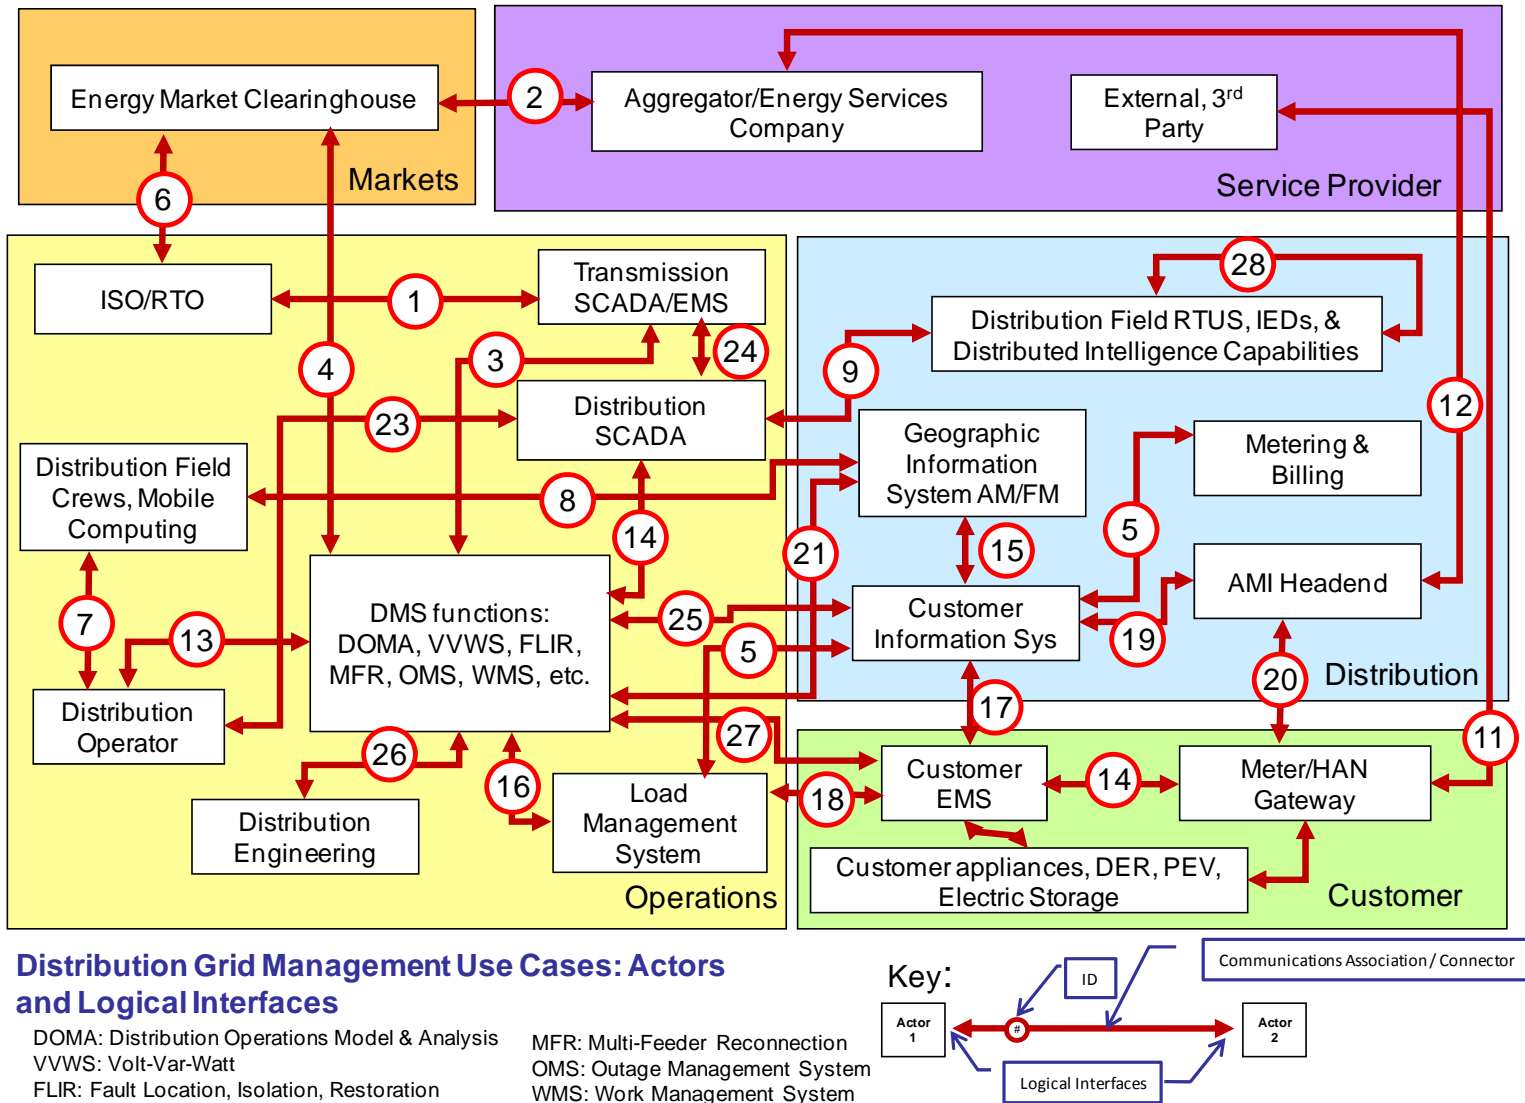 Energy Market Clearinghouse
2
Aggregator/Energy Services
Company
External, 3rd
Party
Markets
Service Provider
6
ISO/RTO
1
Transmission
SCADA/EMS
28
Distribution Field RTUS, IEDs, &
Distributed Intelligence Capabilities
4
3
24
9
12
23
Distribution
SCADA
Geographic
Information
System AM/FM
Metering &
Billing
Distribution Field
Crews, Mobile
Computing
8
14
21
15
5
AMI Headend
7
13
DMS functions:
DOMA, VVWS, FLIR,
MFR, OMS, WMS, etc.
25
5
Customer
Information Sys
19
20
Distribution
Distribution
Operator
26
16
27
17
11
Distribution
Engineering
Load
Management
System
18
Customer
EMS
14
Meter/HAN
Gateway
Customer appliances, DER, PEV,
Electric Storage
Operations
Customer
Distribution Grid Management Use Cases: Actors
and Logical Interfaces
DOMA: Distribution Operations Model & Analysis
VVWS: Volt-Var-Watt
FLIR: Fault Location, Isolation, Restoration
MFR: Multi-Feeder Reconnection
OMS: Outage Management System
WMS: Work Management System
Key:
ID
Communications Association / Connector
Actor
1
#
Actor
2
Logical Interfaces